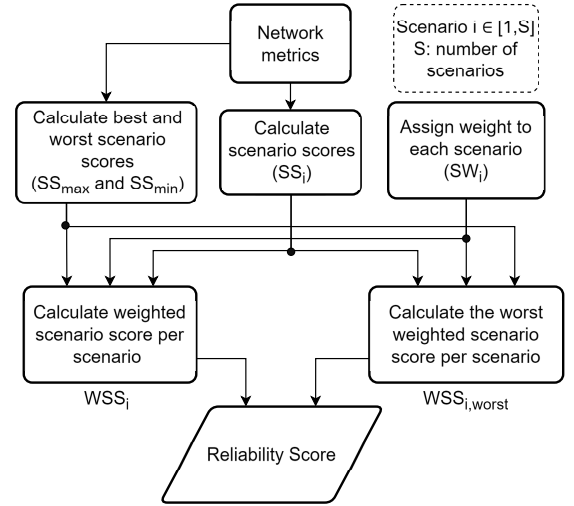 Network
metrics
Scenario i ∈ [1,S]
S: number of
scenarios
Calculate best and
worst scenario
scores
(SSmax and SSmin)
Calculate
scenario scores
(SSi)
Assign weight to
each scenario
(SWi)
Calculate weighted
scenario score per
scenario
Calculate the worst
weighted scenario
score per scenario
WSSi
WSSi,worst
Reliability Score